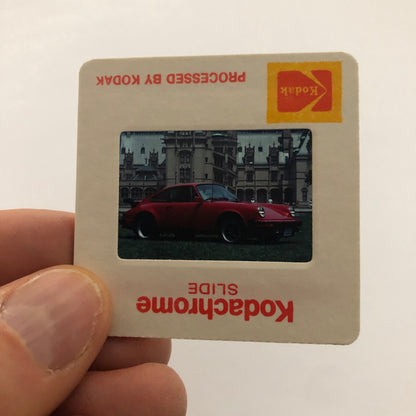 Kodachrome
SLIDE
Kodak
PROCESSED BY KODAK